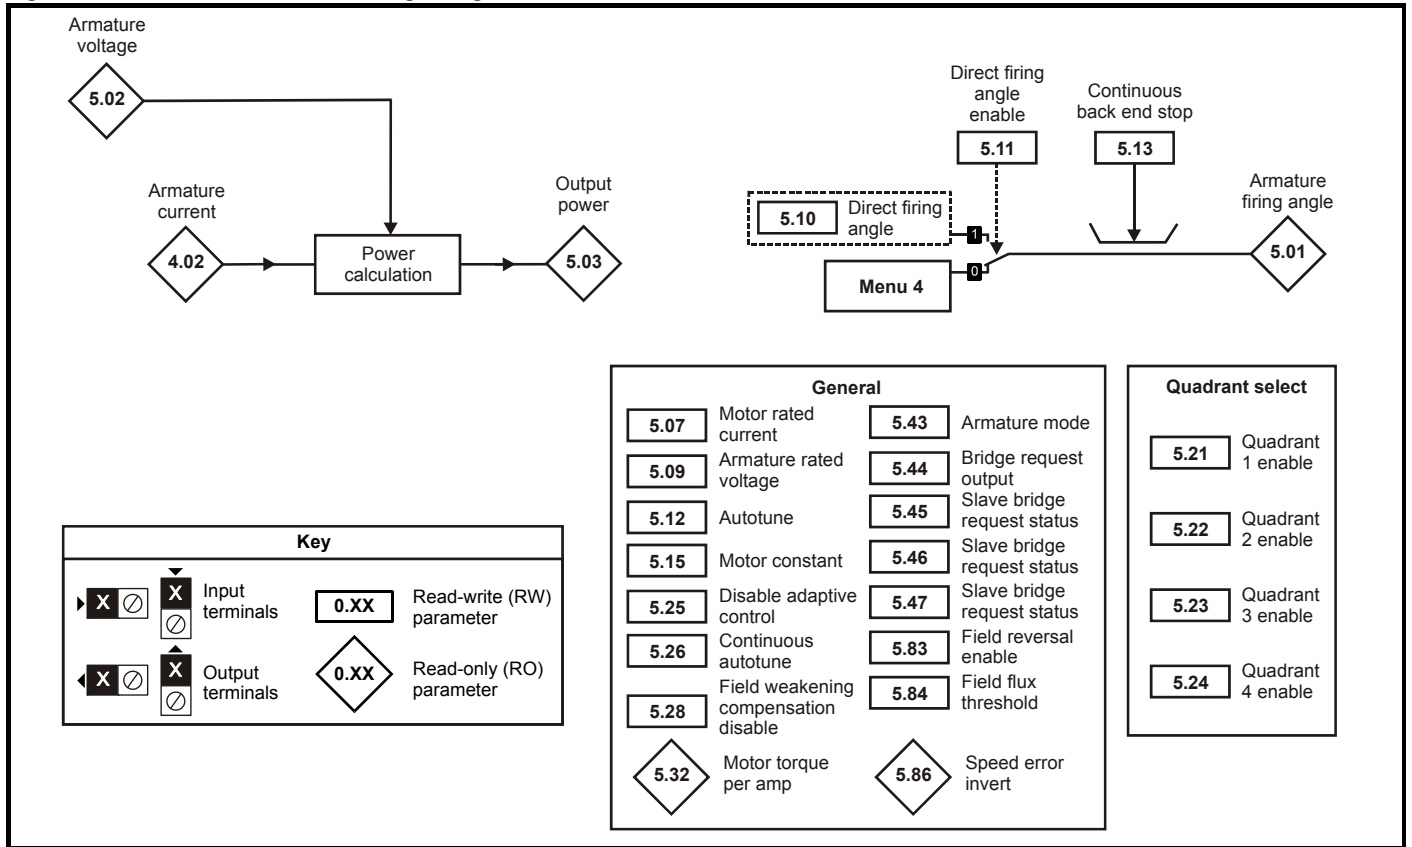 Armature
voltage
5.02
Armature
current
4.02
Power
calculation
Output
power
5.03
Direct firing
angle
enable
5.11
Continuous
back end stop
5.13
5.10
Direct firing
angle
1
0
Menu 4
Armature
firing angle
5.01
General
5.07
Motor rated
current
5.09
Armature rated
voltage
5.12
Autotune
5.15
Motor constant
5.25
Disable adaptive
control
5.26
Continuous
autotune
5.28
Field weakening
compensation
disable
5.32
Motor torque
per amp
5.43
Armature mode
5.44
Bridge request
output
5.45
Slave bridge
request status
5.46
Slave bridge
request status
5.47
Slave bridge
request status
5.83
Field reversal
enable
5.84
Field flux
threshold
5.86
Speed error
invert
Quadrant select
5.21
Quadrant
1 enable
5.22
Quadrant
2 enable
5.23
Quadrant
3 enable
5.24
Quadrant
4 enable
Key
X
X
Input
terminals
0.XX
Read-write (RW)
parameter
X
X
Output
terminals
0.XX
Read-only (RO)
parameter